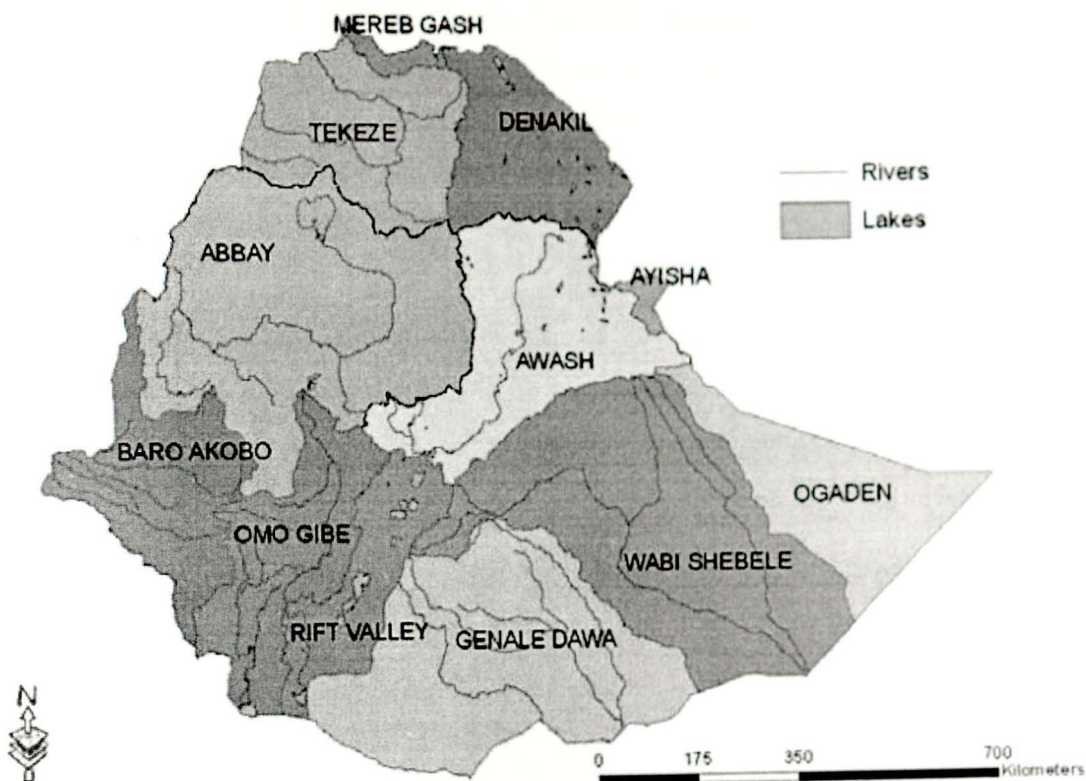 MEREB GASH
TEKEZE
DENAKIL
Rivers
Lakes
ABBAY
AYISHA
AWASH
BARO AKOBO
OGADEN
OMO GIBE
WABI SHEBELE
RIFT VALLEY
GENALE DAWA
N
0 175 350 700
Kilometers